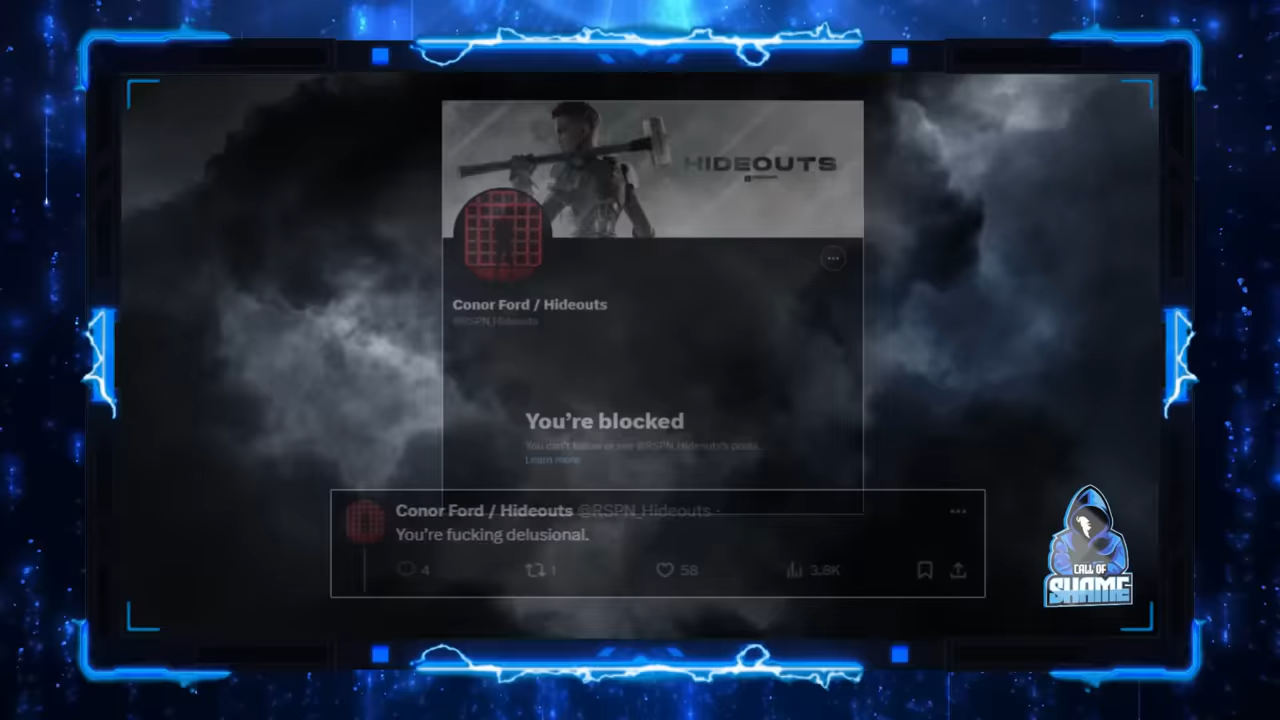 HIDEOUTS
Conor Ford / Hideouts
@RSPN_Hideouts
You're blocked
You can't follow or see @RSPN_Hideouts's posts.
Learn more
Conor Ford / Hideouts @RSPN_Hideouts ·
You're fucking delusional.
4 1 58 3.8K
CALL OF
SHAME